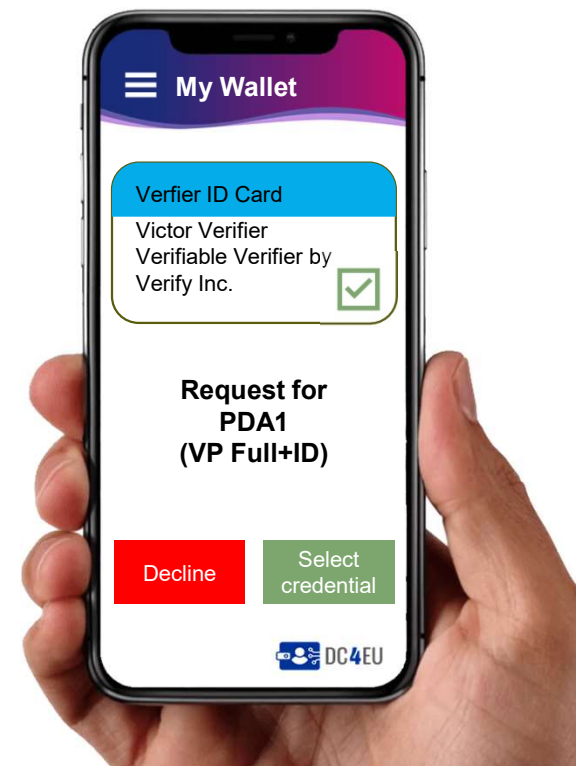 My Wallet
Verfier ID Card
Victor Verifier
Verifiable Verifier by
Verify Inc.
Request for
PDA1
(VP Full+ID)
Decline
Select
credential
DC4EU